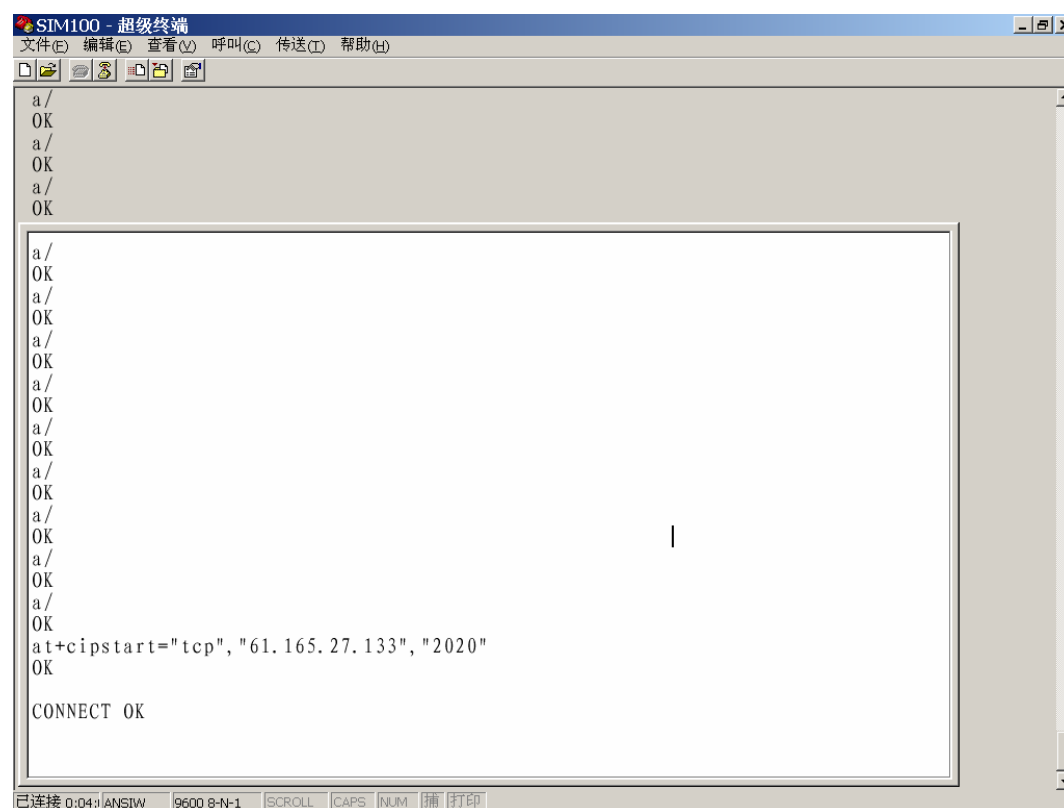 SIM100 - 超级终端
文件(F) 编辑(E) 查看(V) 呼叫(C) 传送(T) 帮助(H)
a/
OK
a/
OK
a/
OK
a/
OK
a/
OK
a/
OK
a/
OK
a/
OK
a/
OK
a/
OK
a/
OK
a/
OK
at+cipstart="tcp","61.165.27.133","2020"
OK
CONNECT OK
已连接 0:04: ANSIW 9600 8-N-1 SCROLL CAPS NUM 捕 打印